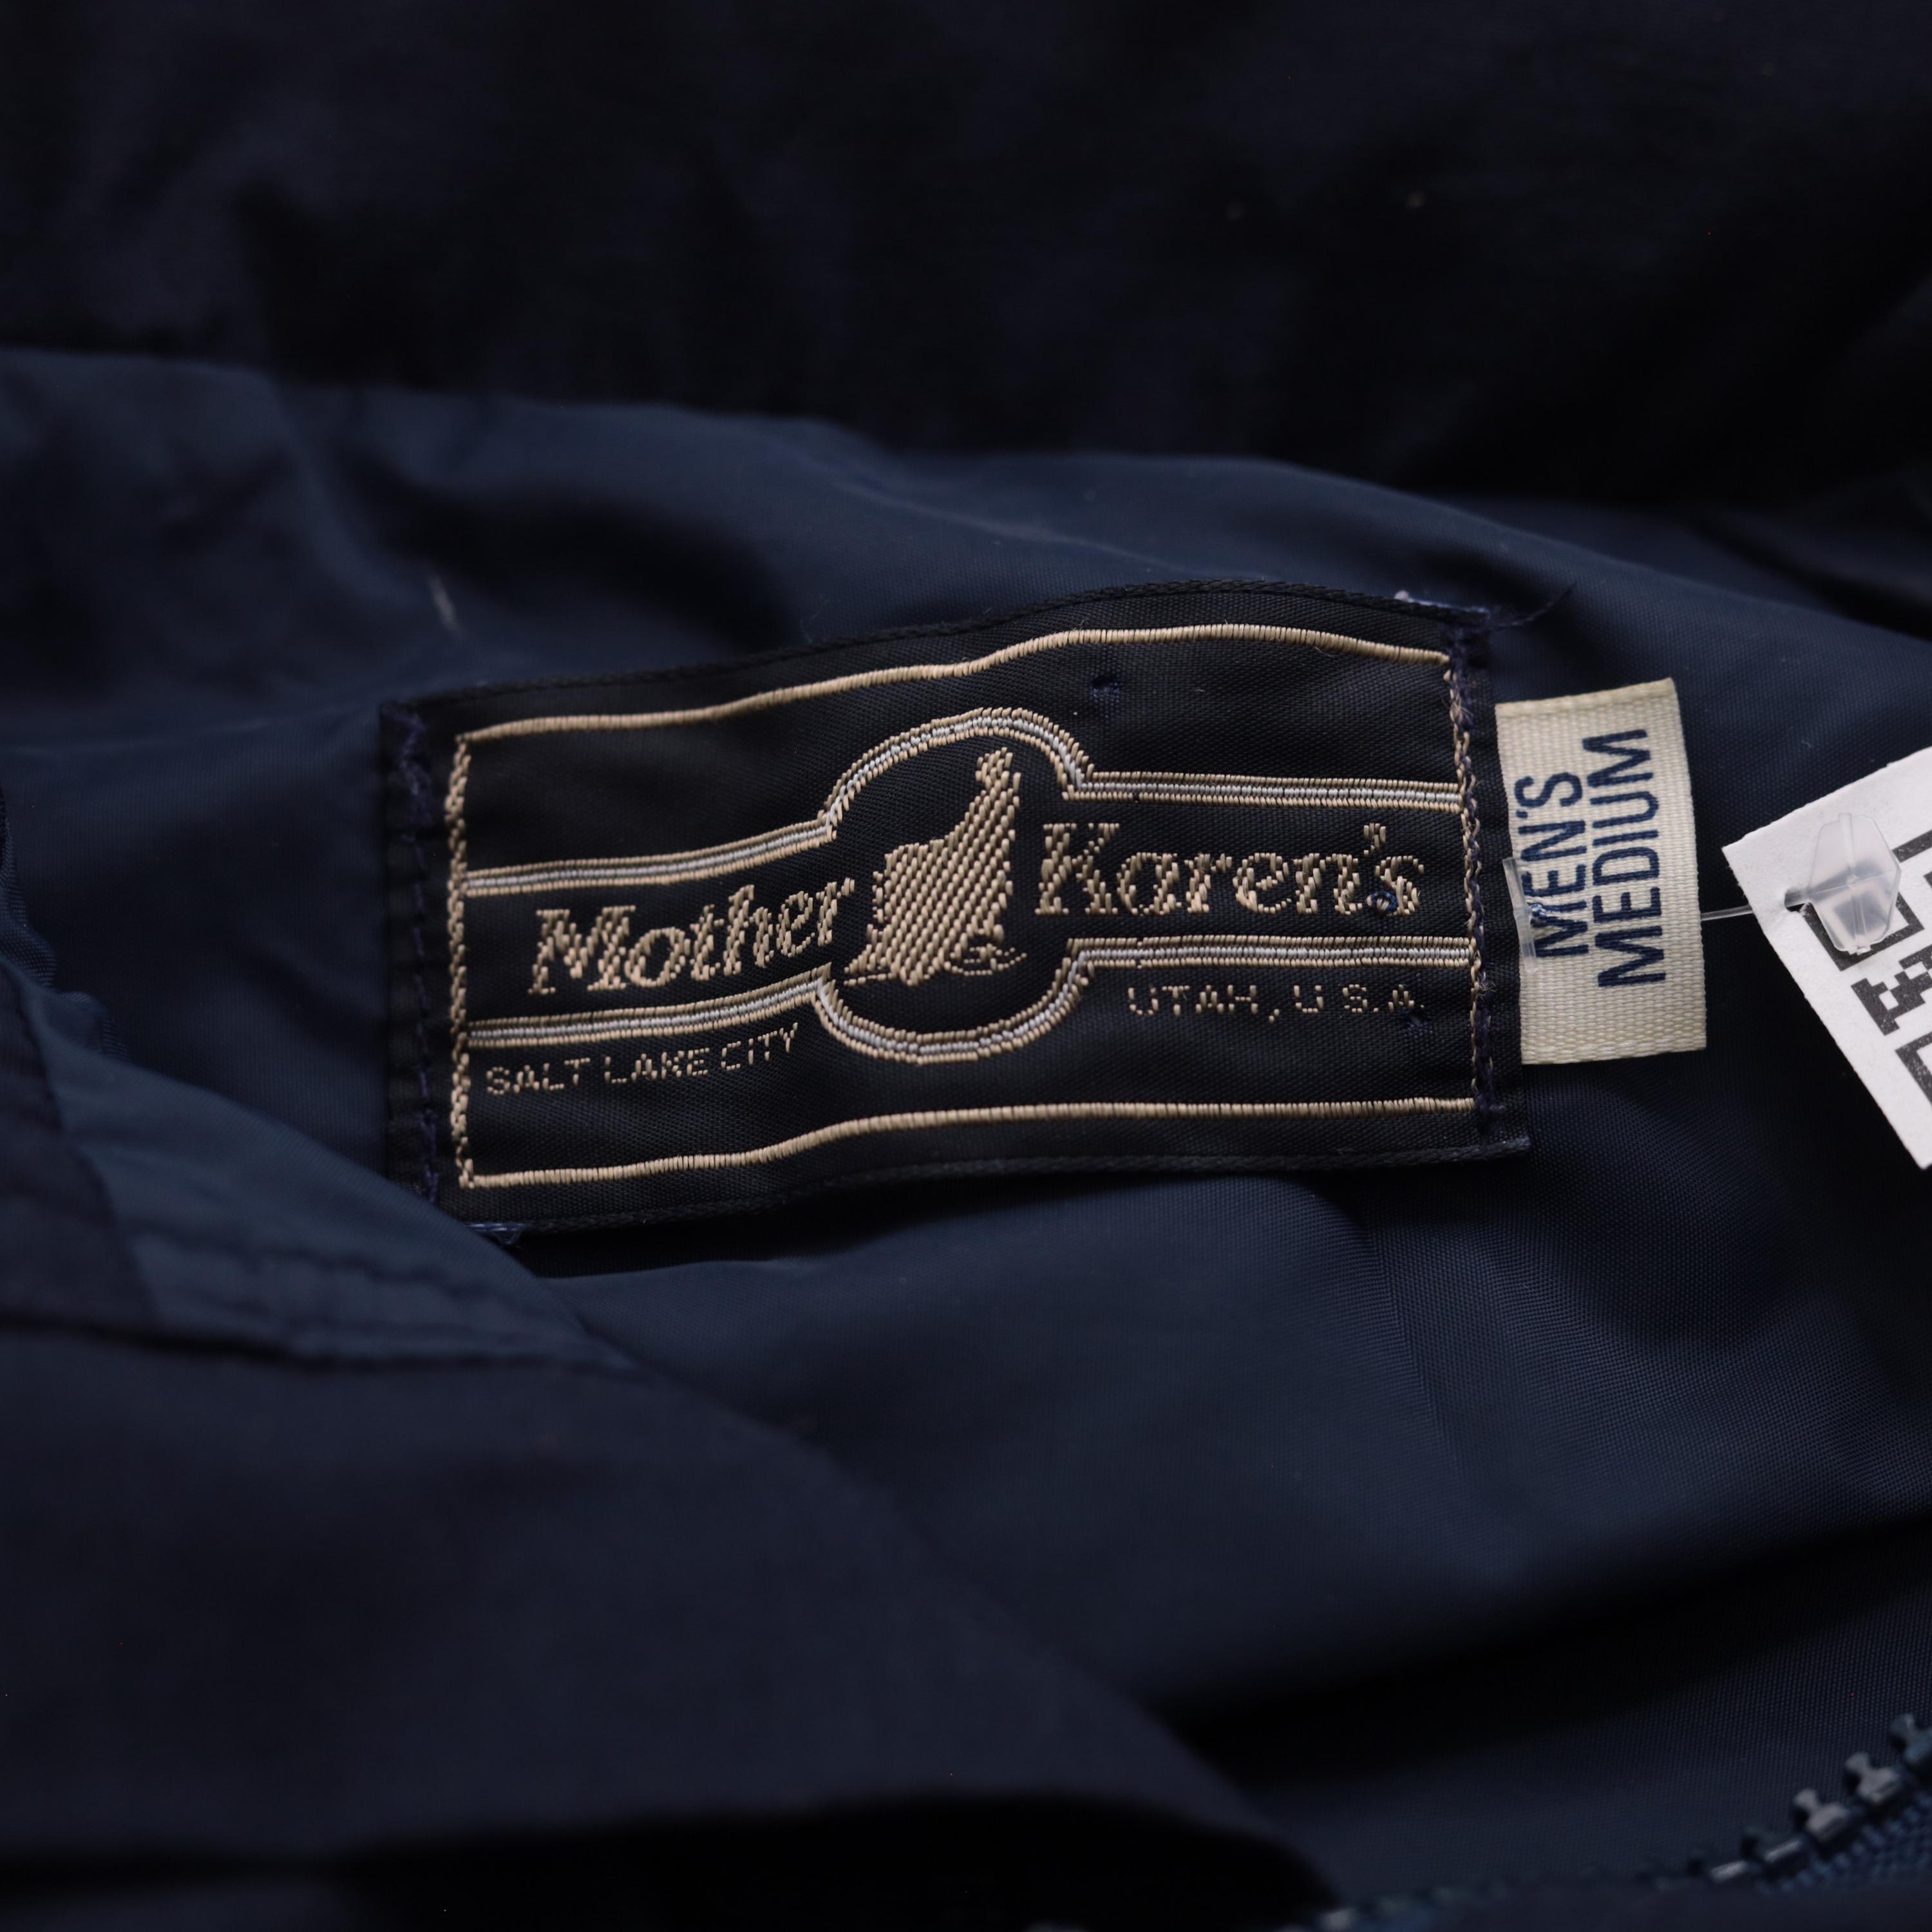 Mother Karen's
SALT LAKE CITY UTAH, U.S.A.
MEN'S
MEDIUM